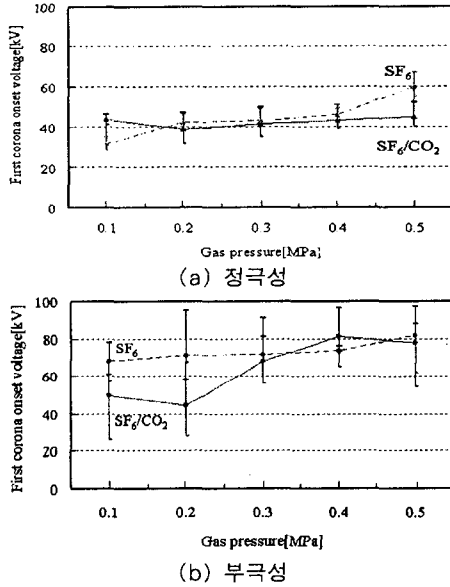 First corona onset voltage[kV]
100
80
60
40
20
0
SF₆
SF₆/CO₂
0.1 0.2 0.3 0.4 0.5
Gas pressure[MPa]
(a) 정극성
First corona onset voltage[kV]
100
80
60
40
20
0
SF₆
SF₆/CO₂
0.1 0.2 0.3 0.4 0.5
Gas pressure[MPa]
(b) 부극성